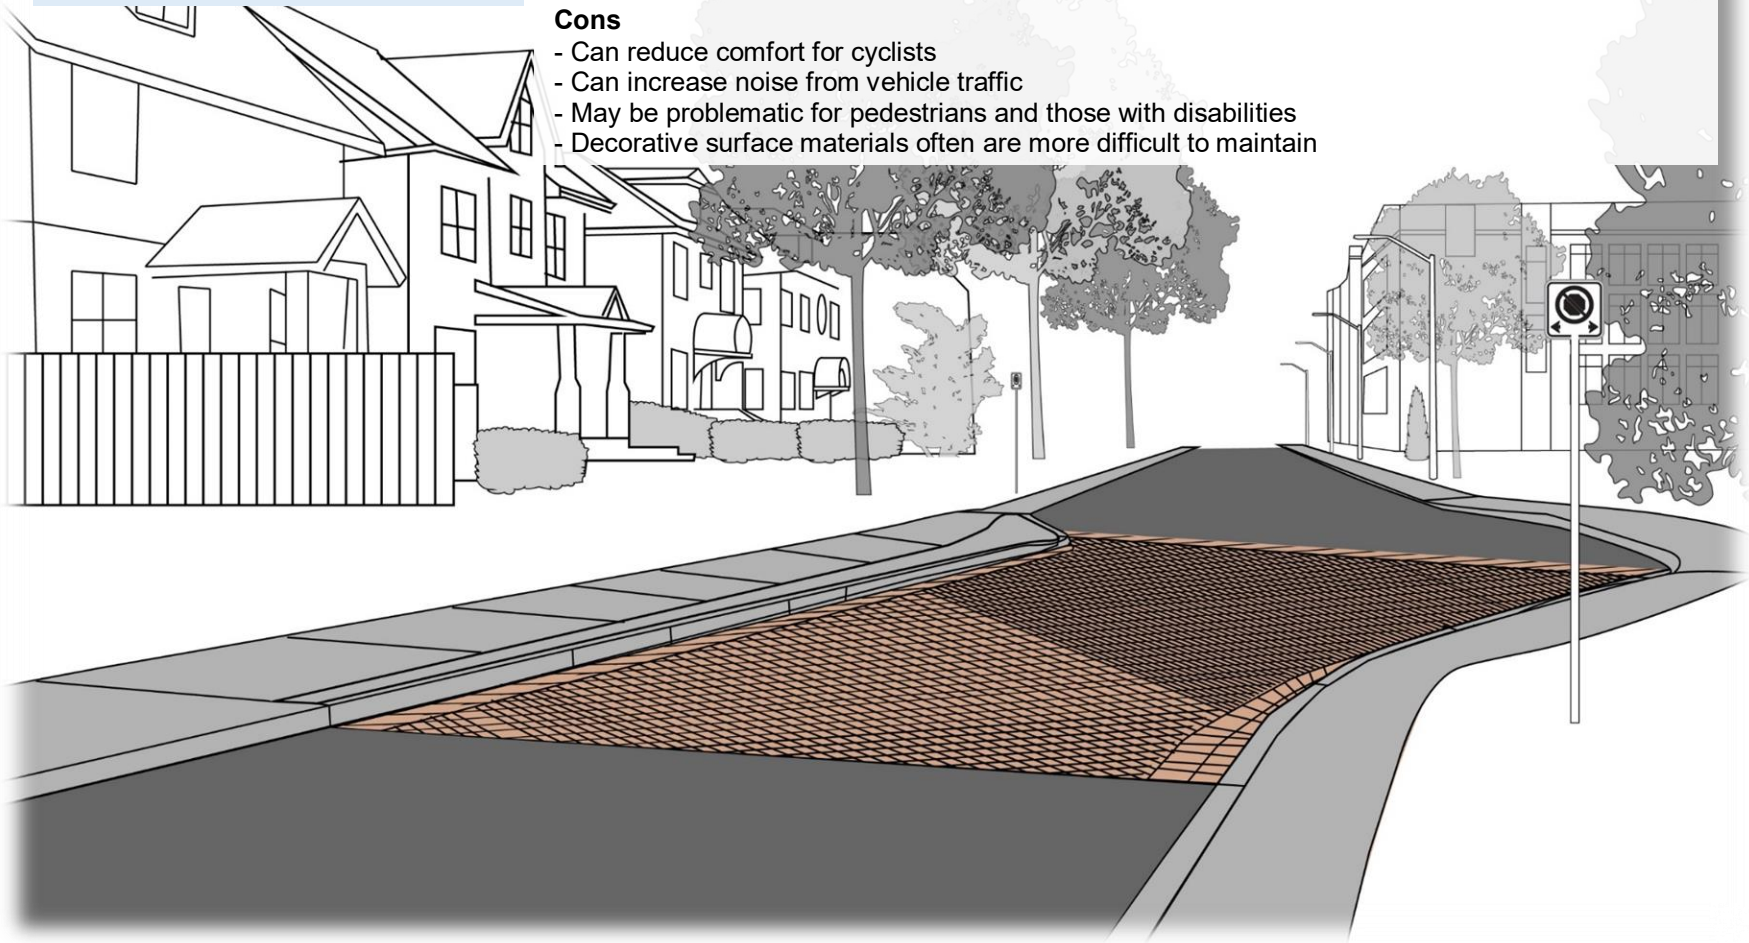 Cons
- Can reduce comfort for cyclists
- Can increase noise from vehicle traffic
- May be problematic for pedestrians and those with disabilities
- Decorative surface materials often are more difficult to maintain